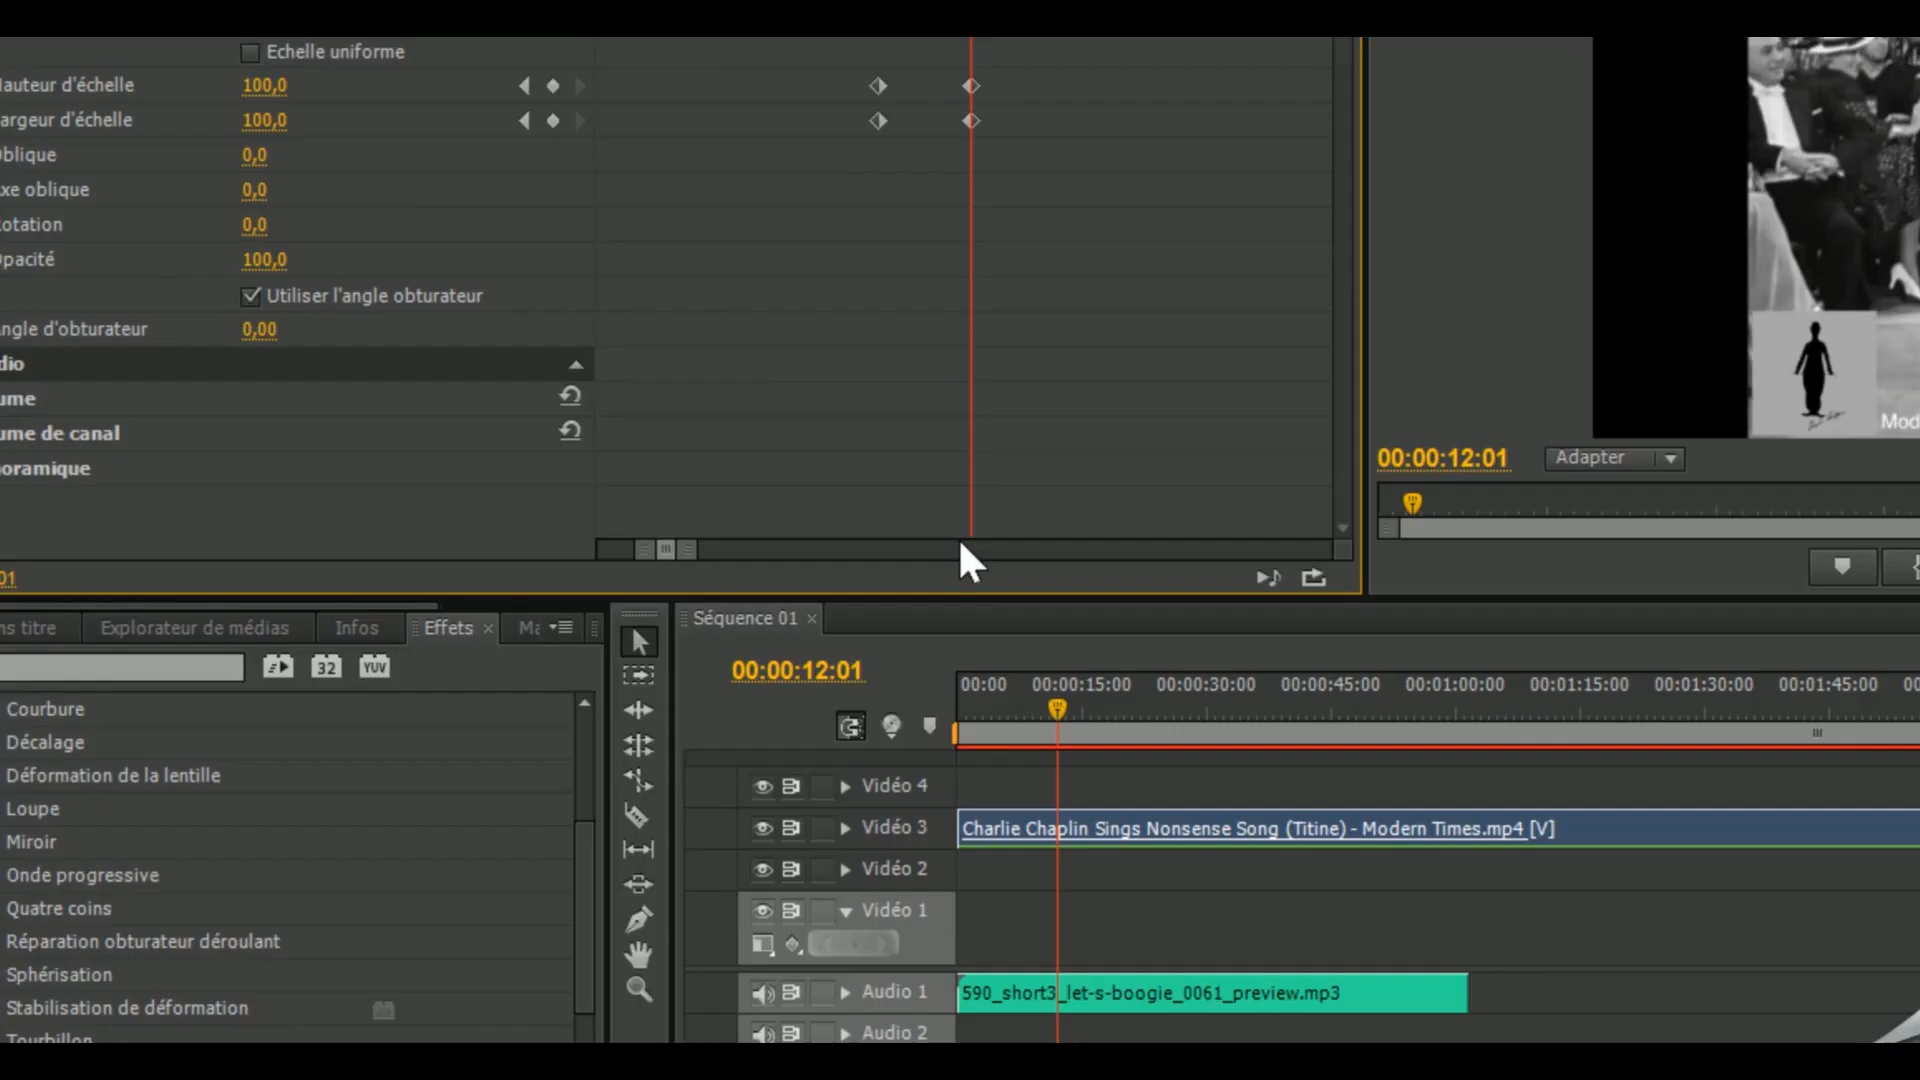 Echelle uniforme
auteur d'échelle 100,0
argeur d'échelle 100,0
blique 0,0
xe oblique 0,0
otation 0,0
pacité 100,0
Utiliser l'angle obturateur
ngle d'obturateur 0,00
dio
ume
ume de canal
oramique
01
Mod
00:00:12:01 Adapter
ns titre Explorateur de médias Infos Effets Ma
32 YUV
Courbure
Décalage
Déformation de la lentille
Loupe
Miroir
Onde progressive
Quatre coins
Réparation obturateur déroulant
Sphérisation
Stabilisation de déformation
Tourbillon
Séquence 01
00:00:12:01
00:00 00:00:15:00 00:00:30:00 00:00:45:00 00:01:00:00 00:01:15:00 00:01:30:00 00:01:45:00 00
Vidéo 4
Vidéo 3 Charlie Chaplin Sings Nonsense Song (Titine) - Modern Times.mp4 [V]
Vidéo 2
Vidéo 1
Audio 1 590_short3_let-s-boogie_0061_preview.mp3
Audio 2